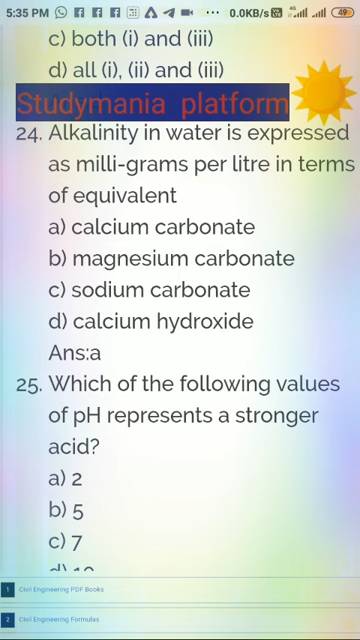 5:35 PM 0.0KB/s 4G 49
c) both (i) and (iii)
d) all (i), (ii) and (iii)
Studymania platform
24. Alkalinity in water is expressed
as milli-grams per litre in terms
of equivalent
a) calcium carbonate
b) magnesium carbonate
c) sodium carbonate
d) calcium hydroxide
Ans:a
25. Which of the following values
of pH represents a stronger
acid?
a) 2
b) 5
c) 7
1 Civil Engineering PDF Books
2 Civil Engineering Formulas